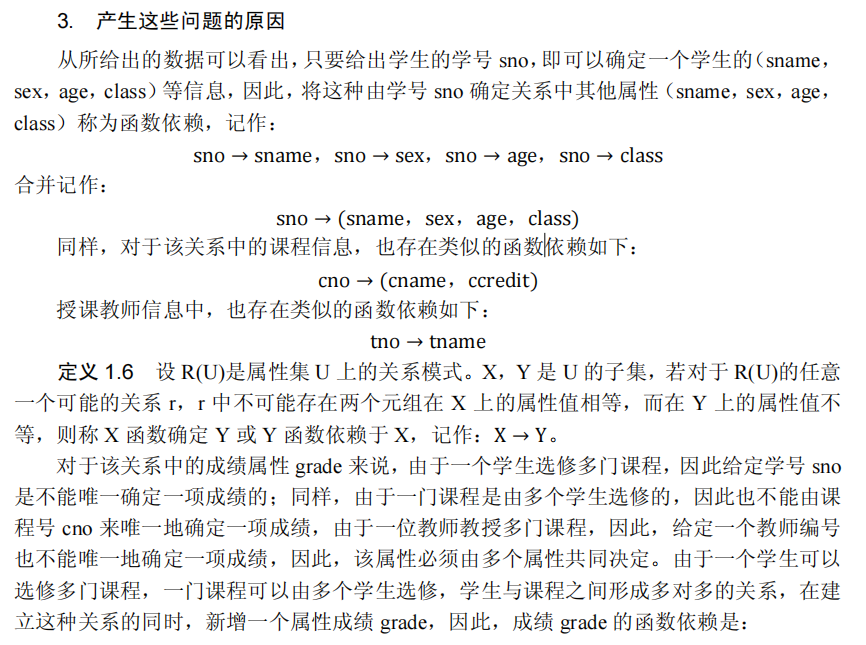 3. 产生这些问题的原因
从所给出的数据可以看出，只要给出学生的学号 sno，即可以确定一个学生的（sname，
sex，age，class）等信息，因此，将这种由学号 sno 确定关系中其他属性（sname，sex，age，
class）称为函数依赖，记作：
sno → sname，sno → sex，sno → age，sno → class
合并记作：
sno → (sname，sex，age，class)
同样，对于该关系中的课程信息，也存在类似的函数依赖如下：
cno → (cname，ccredit)
授课教师信息中，也存在类似的函数依赖如下：
tno → tname
定义 1.6 设 R(U)是属性集 U 上的关系模式。X，Y 是 U 的子集，若对于 R(U)的任意
一个可能的关系 r，r 中不可能存在两个元组在 X 上的属性值相等，而在 Y 上的属性值不
等，则称 X 函数确定 Y 或 Y 函数依赖于 X，记作：X → Y。
对于该关系中的成绩属性 grade 来说，由于一个学生选修多门课程，因此给定学号 sno
是不能唯一确定一项成绩的；同样，由于一门课程是由多个学生选修的，因此也不能由课
程号 cno 来唯一地确定一项成绩，由于一位教师教授多门课程，因此，给定一个教师编号
也不能唯一地确定一项成绩，因此，该属性必须由多个属性共同决定。由于一个学生可以
选修多门课程，一门课程可以由多个学生选修，学生与课程之间形成多对多的关系，在建
立这种关系的同时，新增一个属性成绩 grade，因此，成绩 grade 的函数依赖是：